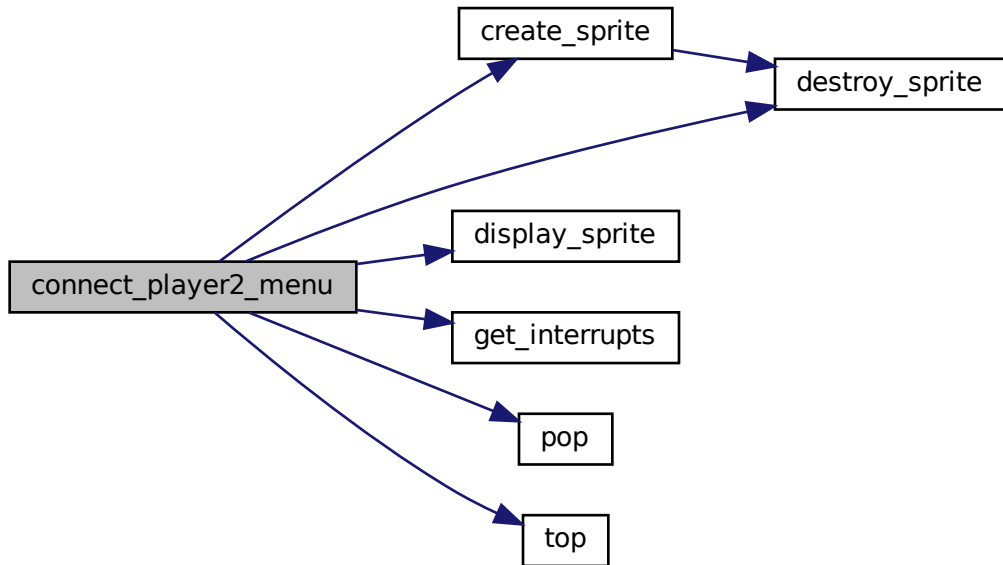 create_sprite
destroy_sprite
display_sprite
connect_player2_menu
get_interrupts
pop
top